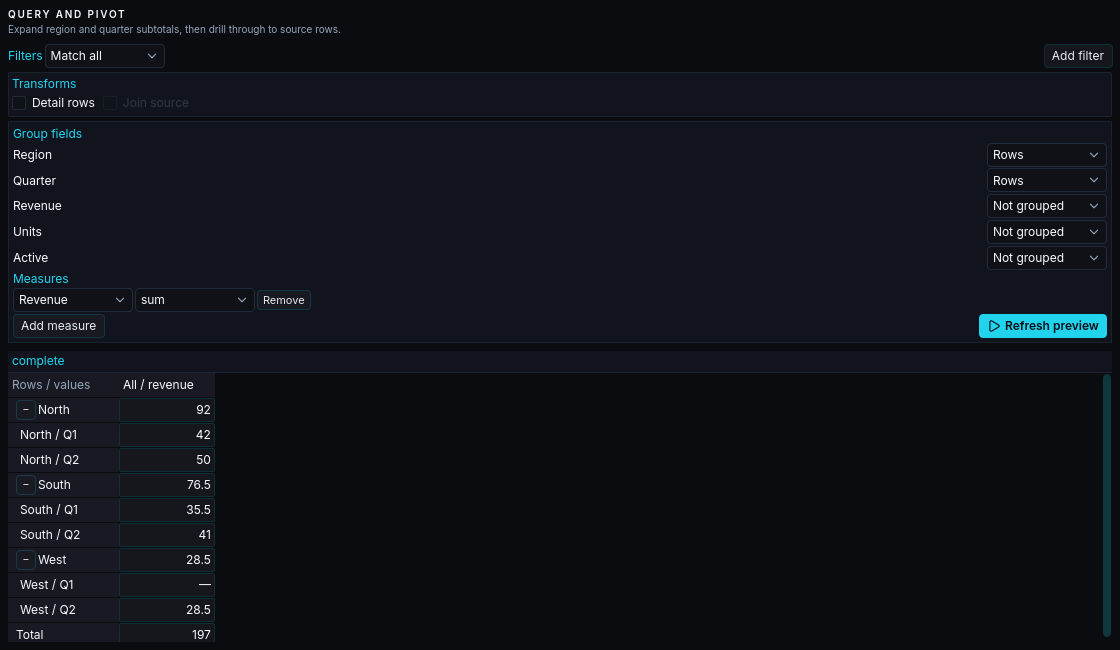 QUERY AND PIVOT
Expand region and quarter subtotals, then drill through to source rows.
Filters Match all Add filter
Transforms
Detail rows Join source
Group fields
Region Rows
Quarter Rows
Revenue Not grouped
Units Not grouped
Active Not grouped
Measures
Revenue sum Remove
Add measure Refresh preview
complete
Rows / values All / revenue
− North 92
North / Q1 42
North / Q2 50
− South 76.5
South / Q1 35.5
South / Q2 41
− West 28.5
West / Q1 —
West / Q2 28.5
Total 197